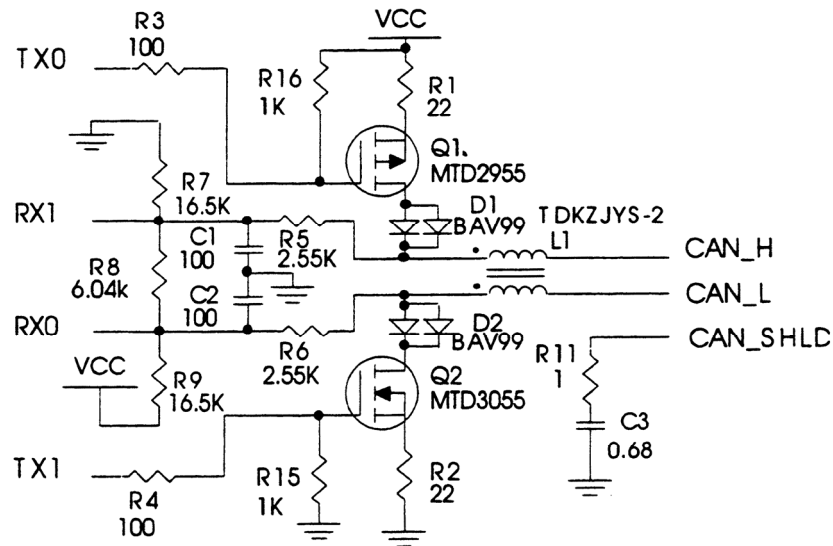 R3
100
TX0
VCC
R16
1K
R1
22
Q1.
MTD2955
R7
16.5K
RX1
D1
BAV99
TDKZJYS-2
L1
C1
100
R5
2.55K
CAN_H
R8
6.04k
C2
100
CAN_L
RX0
R6
2.55K
D2
BAV99
CAN_SHLD
VCC
R9
16.5K
Q2
MTD3055
R11
1
C3
0.68
TX1
R4
100
R15
1K
R2
22